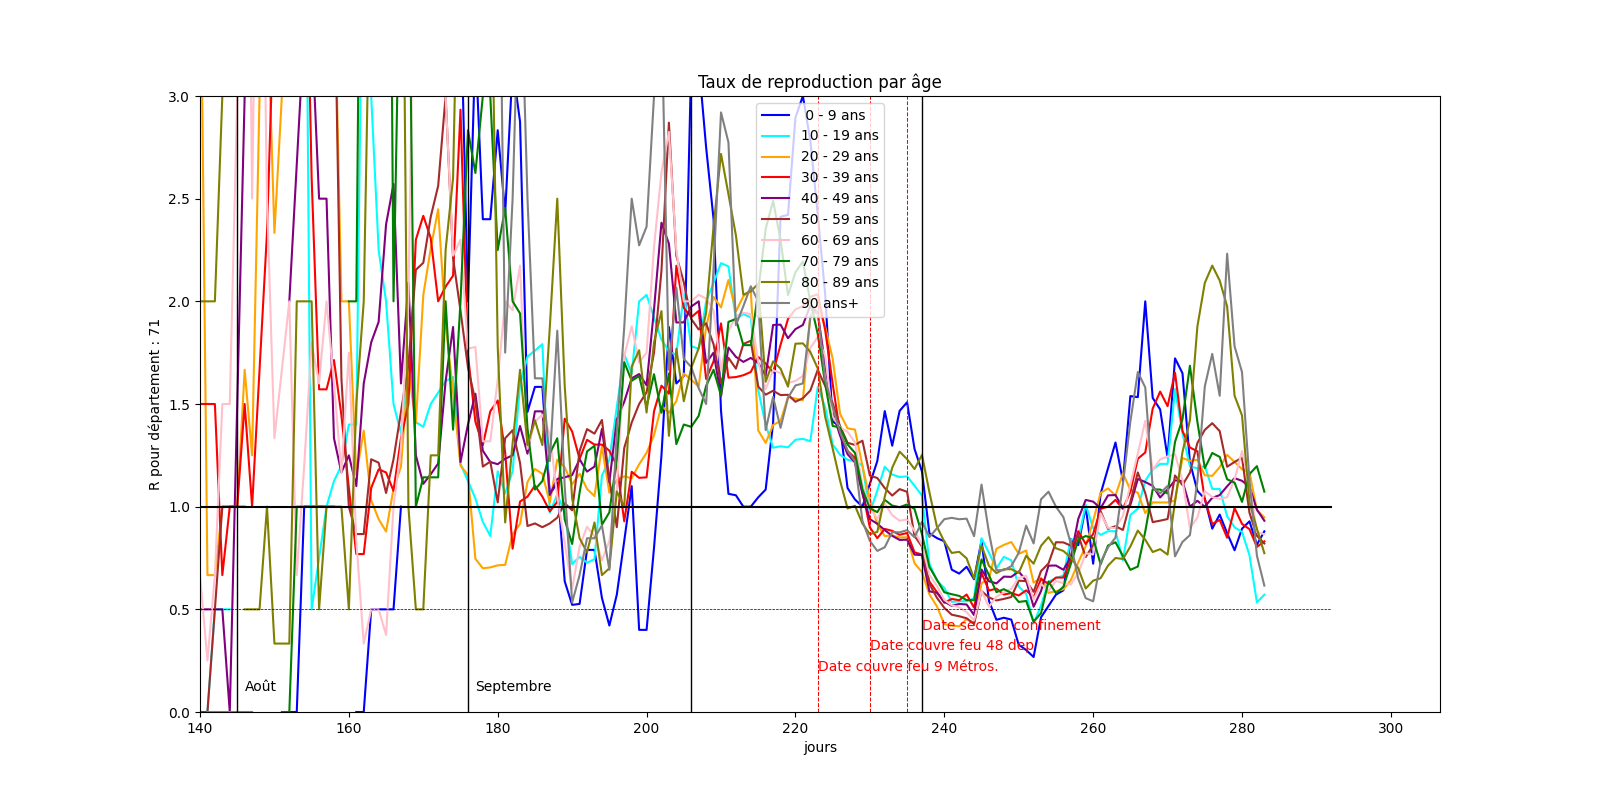 Taux de reproduction par âge
3.0
2.5
2.0
1.5
1.0
0.5
0.0
R pour département : 71
0 - 9 ans
10 - 19 ans
20 - 29 ans
30 - 39 ans
40 - 49 ans
50 - 59 ans
60 - 69 ans
70 - 79 ans
80 - 89 ans
90 ans+
Date second confinement
Date couvre feu 48 dep
Date couvre feu 9 Métros.
Août
Septembre
140 160 180 200 220 240 260 280 300
jours